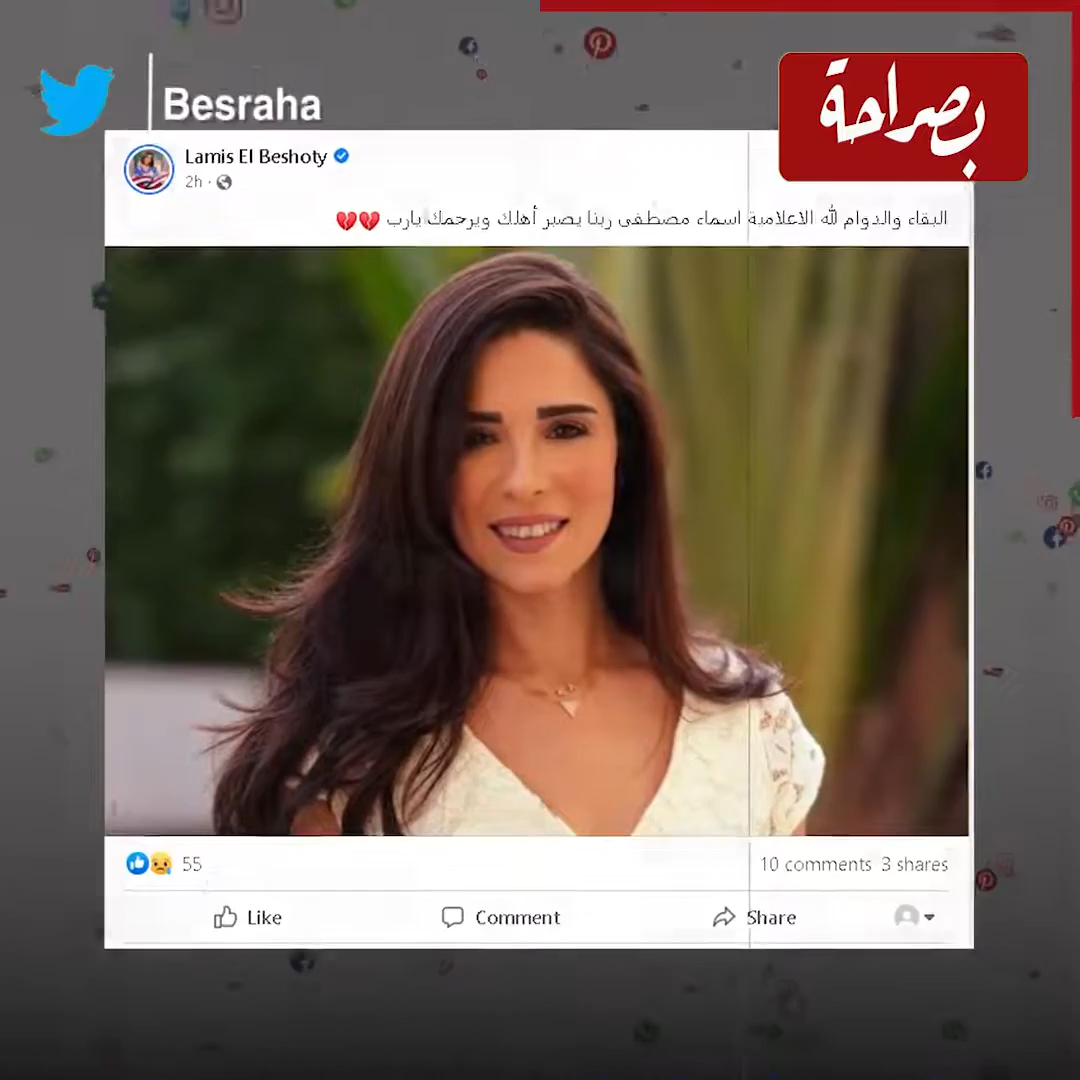 Besraha
بصراحة
Lamis El Beshoty
2h ·
البقاء والدوام لله الاعلامية اسماء مصطفى ربنا يصبر أهلك ويرحمك يارب 💔💔
55
10 comments 3 shares
Like
Comment
Share